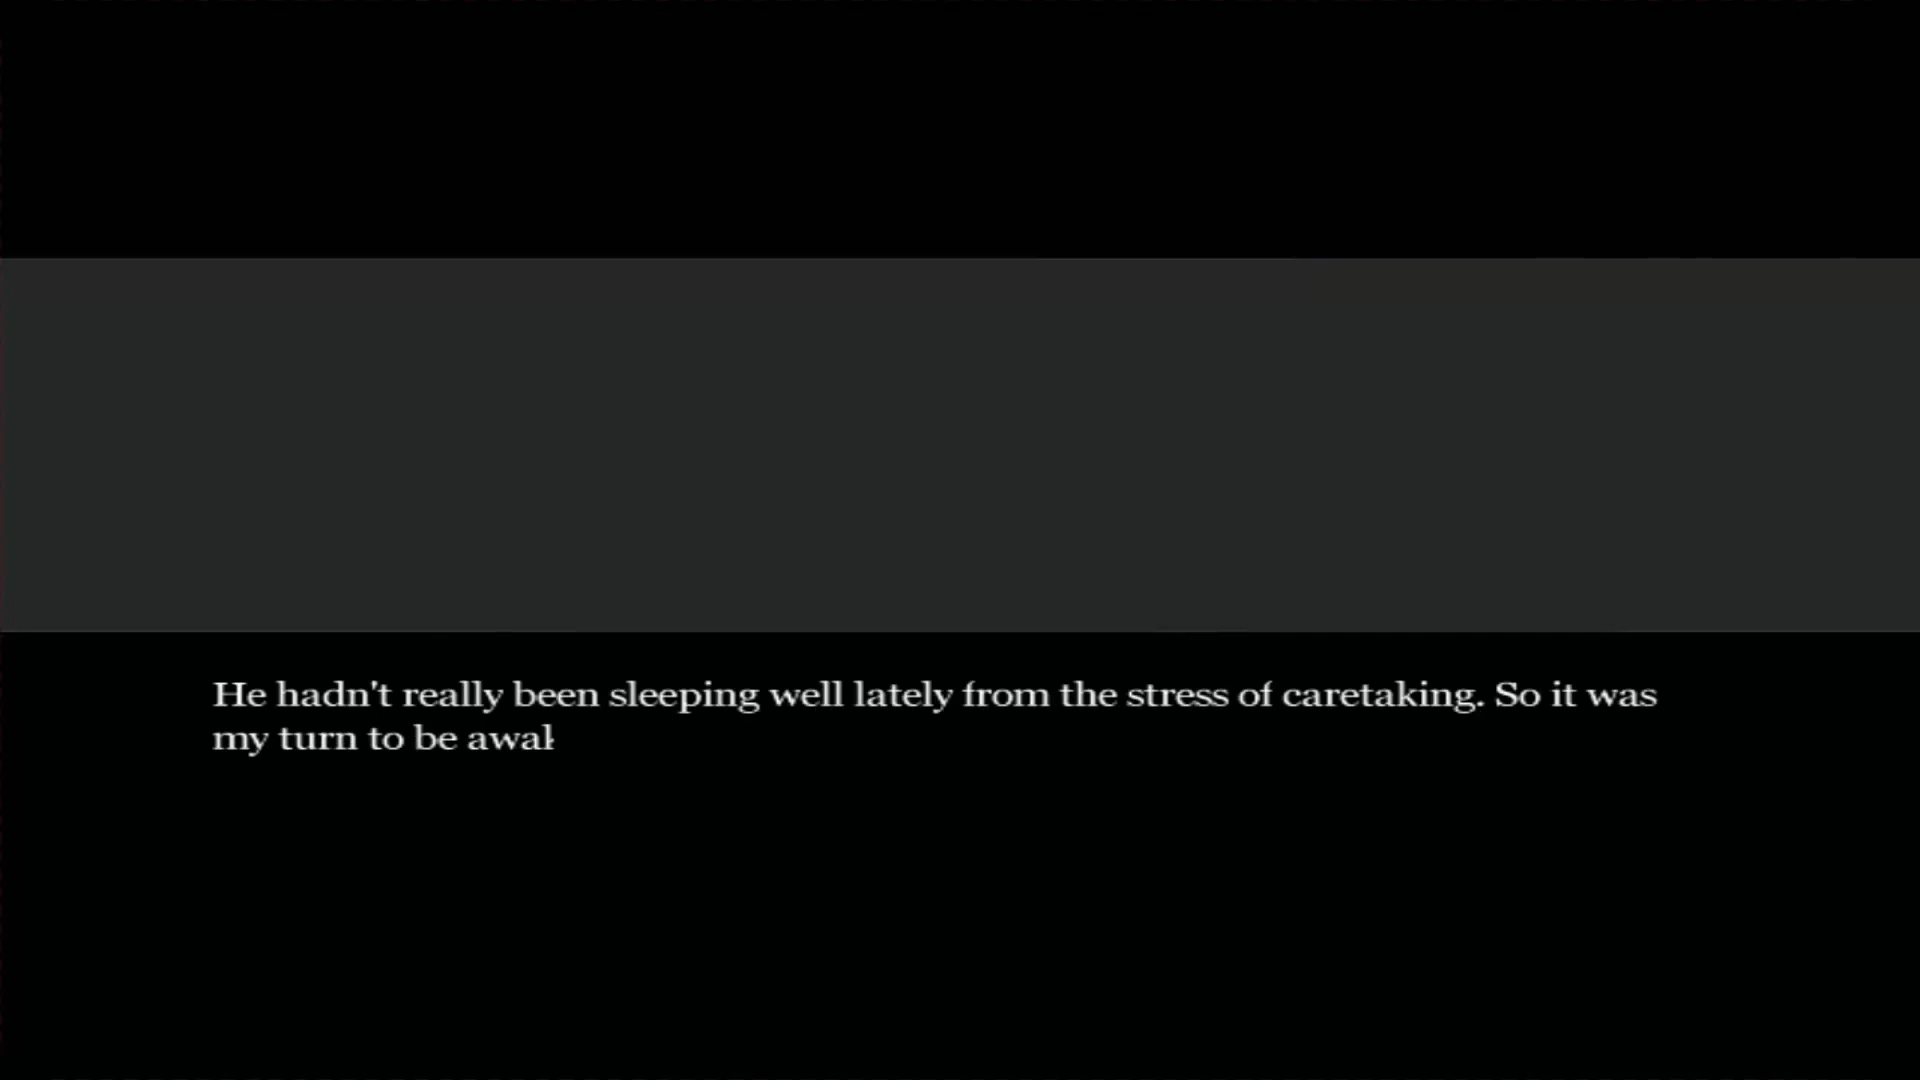 He hadn't really been sleeping well lately from the stress of caretaking. So it was
my turn to be